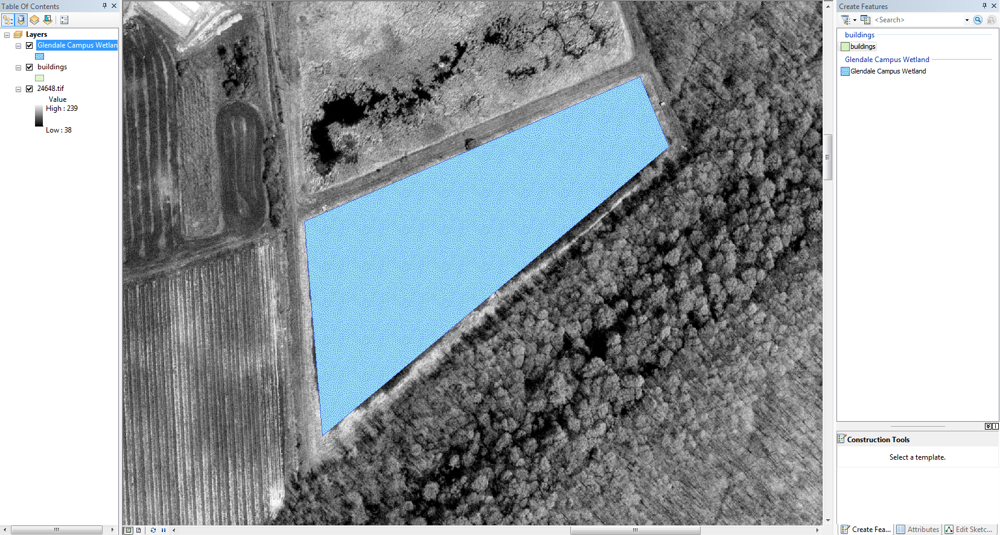 Table Of Contents
Layers
Glendale Campus Wetlan
buildings
24648.tif
Value
High : 239
Low : 38
Create Features
<Search>
buildings
buildings
Glendale Campus Wetland
Glendale Campus Wetland
Construction Tools
Select a template.
Create Fea...
Attributes
Edit Sketc...